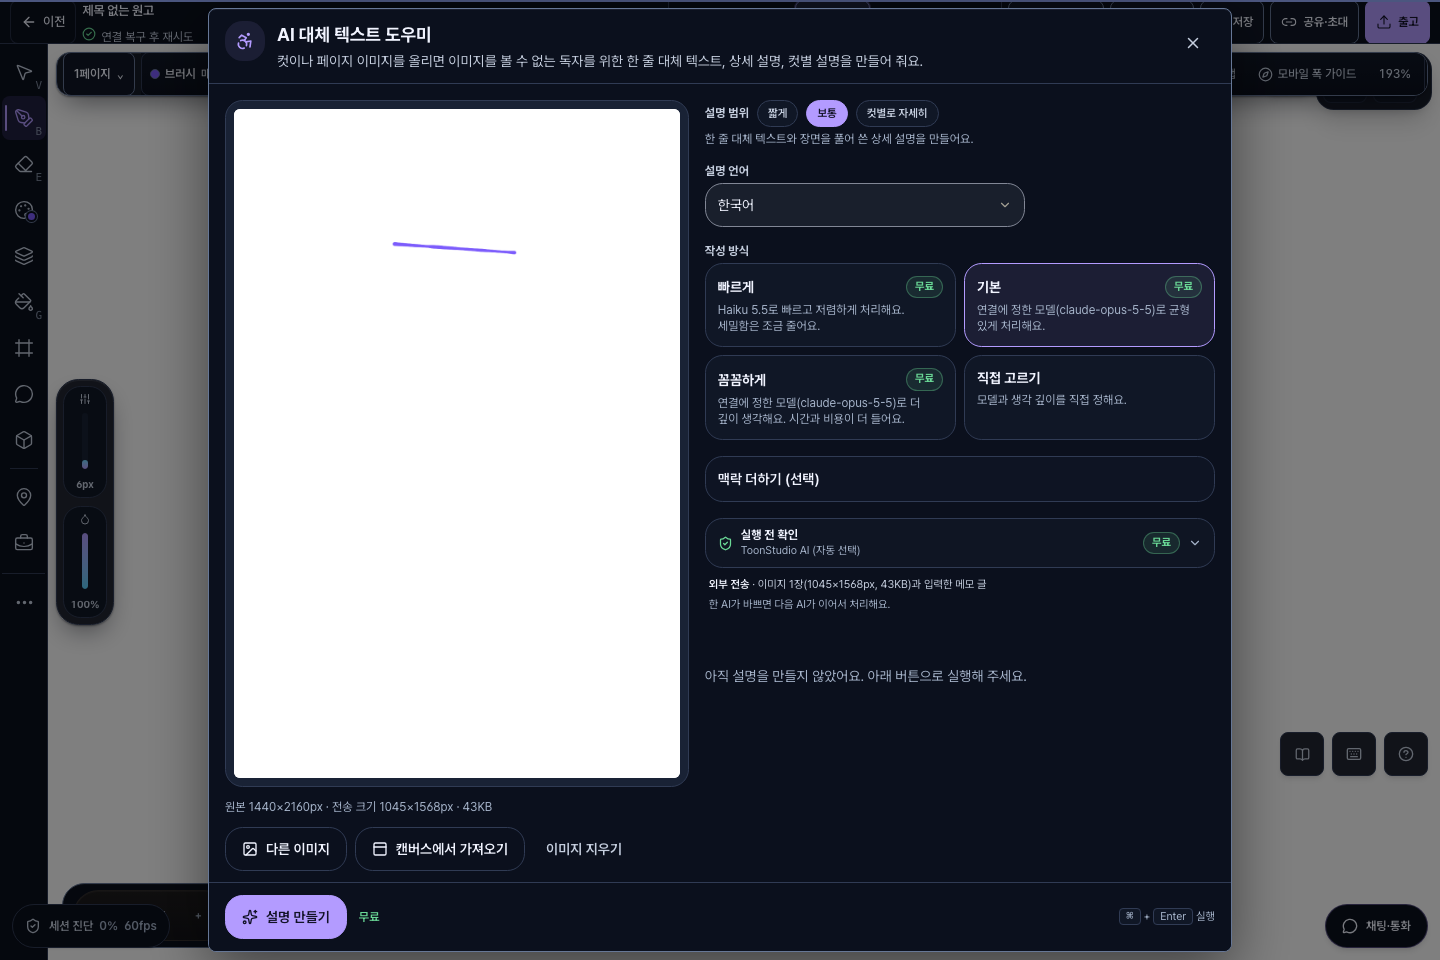 이전
제목 없는 원고
연결 복구 후 재시도
저장
공유·초대
출고
1페이지
브러시
모바일 폭 가이드
193%
V
B
E
G
6px
100%
AI 대체 텍스트 도우미
컷이나 페이지 이미지를 올리면 이미지를 볼 수 없는 독자를 위한 한 줄 대체 텍스트, 상세 설명, 컷별 설명을 만들어 줘요.
원본 1440×2160px · 전송 크기 1045×1568px · 43KB
다른 이미지
캔버스에서 가져오기
이미지 지우기
설명 범위
짧게
보통
컷별로 자세히
한 줄 대체 텍스트와 장면을 풀어 쓴 상세 설명을 만들어요.
설명 언어
한국어
작성 방식
빠르게
무료
Haiku 5.5로 빠르고 저렴하게 처리해요.
세밀함은 조금 줄어요.
기본
무료
연결에 정한 모델(claude-opus-5-5)로 균형
있게 처리해요.
꼼꼼하게
무료
연결에 정한 모델(claude-opus-5-5)로 더
깊이 생각해요. 시간과 비용이 더 들어요.
직접 고르기
모델과 생각 깊이를 직접 정해요.
맥락 더하기 (선택)
실행 전 확인
ToonStudio AI (자동 선택)
무료
외부 전송 · 이미지 1장(1045×1568px, 43KB)과 입력한 메모 글
한 AI가 바쁘면 다음 AI가 이어서 처리해요.
아직 설명을 만들지 않았어요. 아래 버튼으로 실행해 주세요.
설명 만들기
무료
⌘ + Enter 실행
세션 진단 0% 60fps
채팅·통화